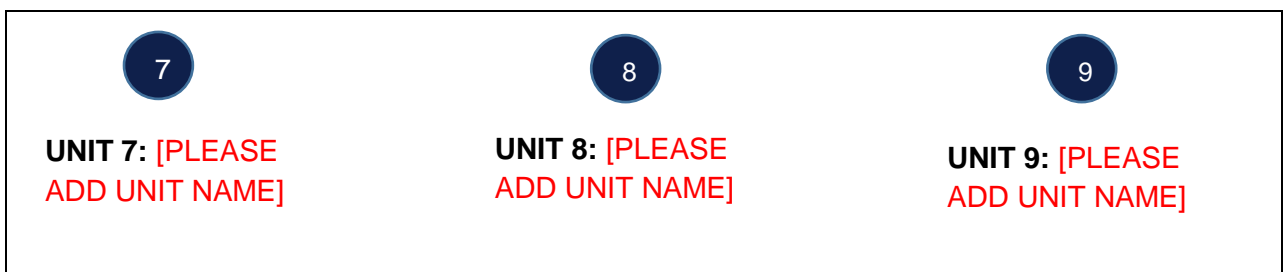 7
UNIT 7: [PLEASE
ADD UNIT NAME]
8
UNIT 8: [PLEASE
ADD UNIT NAME]
9
UNIT 9: [PLEASE
ADD UNIT NAME]